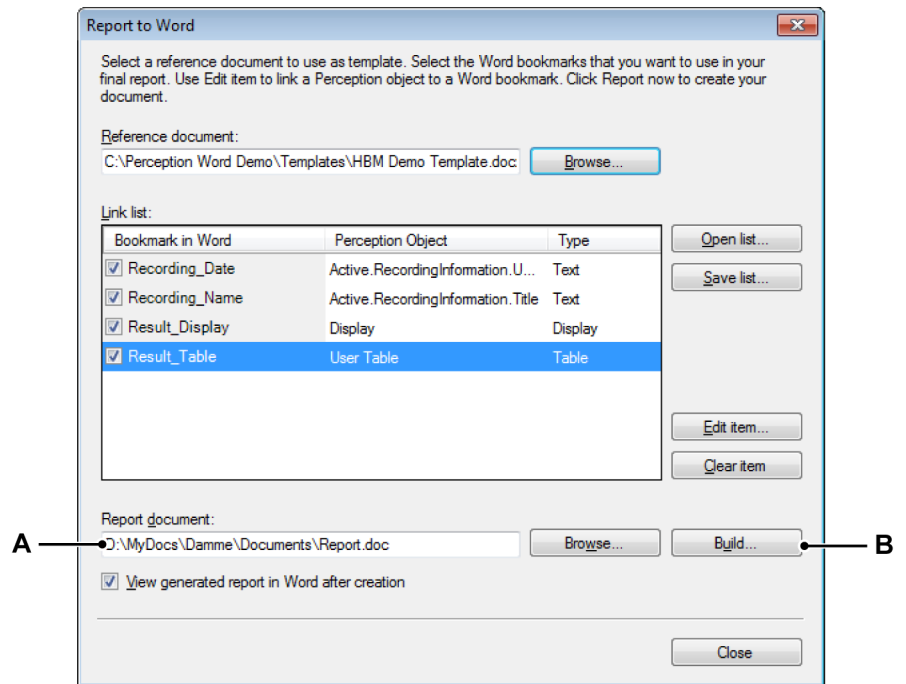 Report to Word
Select a reference document to use as template. Select the Word bookmarks that you want to use in your
final report. Use Edit item to link a Perception object to a Word bookmark. Click Report now to create your
document.
Reference document:
C:\Perception Word Demo\Templates\HBM Demo Template.doc Browse...
Link list:
Bookmark in Word Perception Object Type Open list...
Recording_Date Active.RecordingInformation.U... Text Save list...
Recording_Name Active.RecordingInformation.Title Text
Result_Display Display Display
Result_Table User Table Table
Edit item...
Clear item
Report document:
A D:\MyDocs\Damme\Documents\Report.doc Browse... Build... B
View generated report in Word after creation
Close